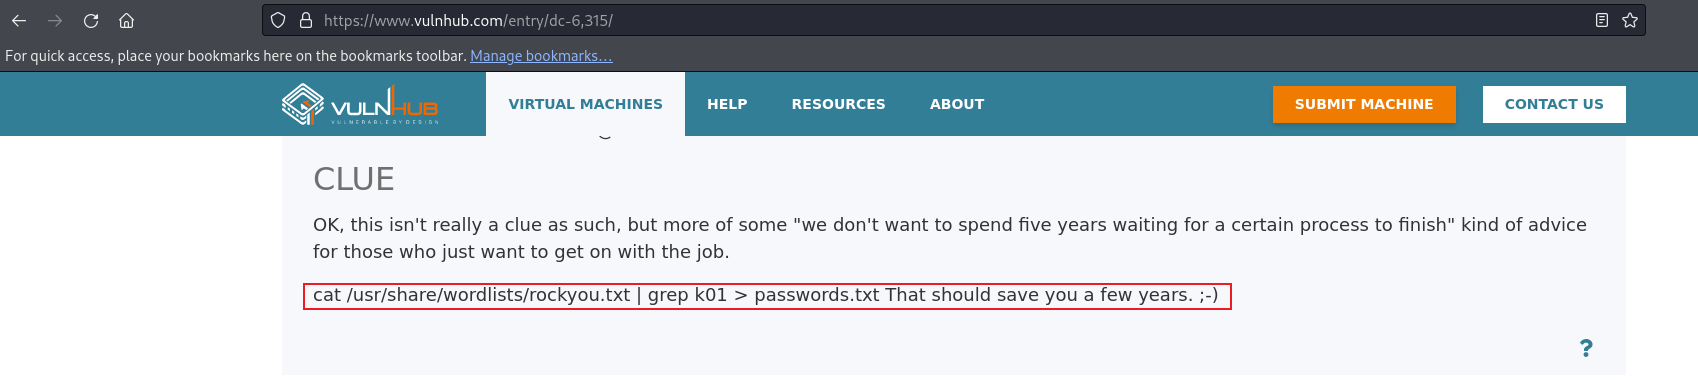 https://www.vulnhub.com/entry/dc-6,315/
For quick access, place your bookmarks here on the bookmarks toolbar. Manage bookmarks...
VULNHUB VIRTUAL MACHINES HELP RESOURCES ABOUT SUBMIT MACHINE CONTACT US
VULNERABLE BY DESIGN
CLUE
OK, this isn't really a clue as such, but more of some "we don't want to spend five years waiting for a certain process to finish" kind of advice
for those who just want to get on with the job.
cat /usr/share/wordlists/rockyou.txt | grep k01 > passwords.txt That should save you a few years. ;-)
?